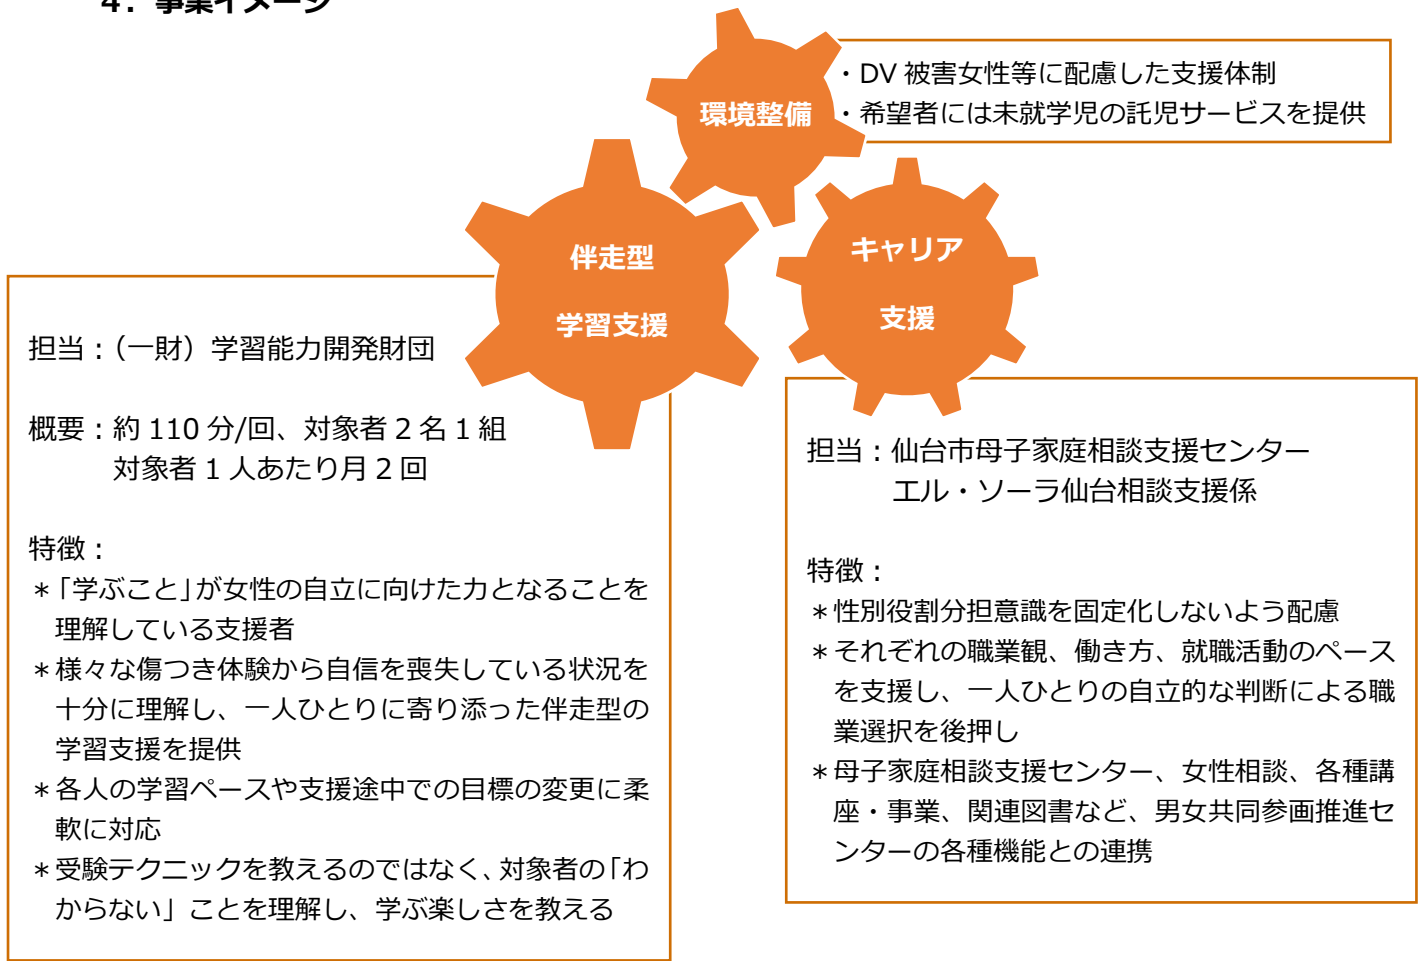 4．事業イメージ
環境整備
・DV 被害女性等に配慮した支援体制
・希望者には未就学児の託児サービスを提供
伴走型
学習支援
キャリア
支援
担当：（一財）学習能力開発財団
概要：約 110 分/回、対象者 2 名 1 組
対象者 1 人あたり月 2 回
特徴：
＊「学ぶこと」が女性の自立に向けた力となることを
理解している支援者
＊様々な傷つき体験から自信を喪失している状況を
十分に理解し、一人ひとりに寄り添った伴走型の
学習支援を提供
＊各人の学習ペースや支援途中での目標の変更に柔
軟に対応
＊受験テクニックを教えるのではなく、対象者の「わ
からない」ことを理解し、学ぶ楽しさを教える
担当：仙台市母子家庭相談支援センター
エル・ソーラ仙台相談支援係
特徴：
＊性別役割分担意識を固定化しないよう配慮
＊それぞれの職業観、働き方、就職活動のペース
を支援し、一人ひとりの自立的な判断による職
業選択を後押し
＊母子家庭相談支援センター、女性相談、各種講
座・事業、関連図書など、男女共同参画推進セ
ンターの各種機能との連携